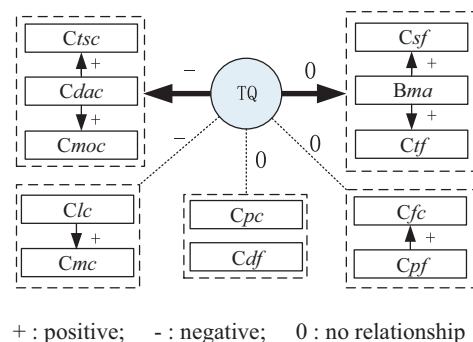 Ctsc
+
Cdac
+
Cmoc
–
TQ
0
Csf
+
Bma
+
Ctf
–
0
0
Clc
+
Cmc
Cpc
Cdf
Cfc
+
Cpf
+ : positive; - : negative; 0 : no relationship